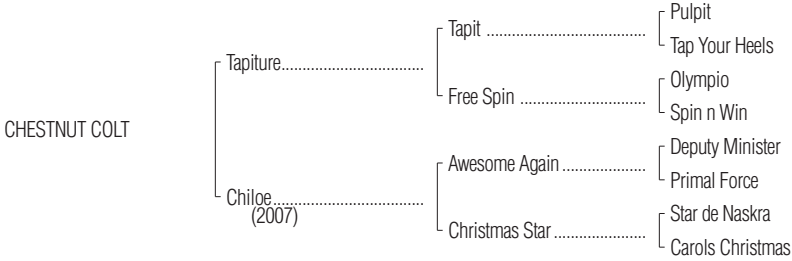 Pulpit
Tapit ......................................
Tap Your Heels
Tapiture..................................
Olympio
Free Spin ..............................
Spin n Win
CHESTNUT COLT
Deputy Minister
Awesome Again ....................
Primal Force
Chiloe....................................
(2007)
Star de Naskra
Christmas Star ......................
Carols Christmas